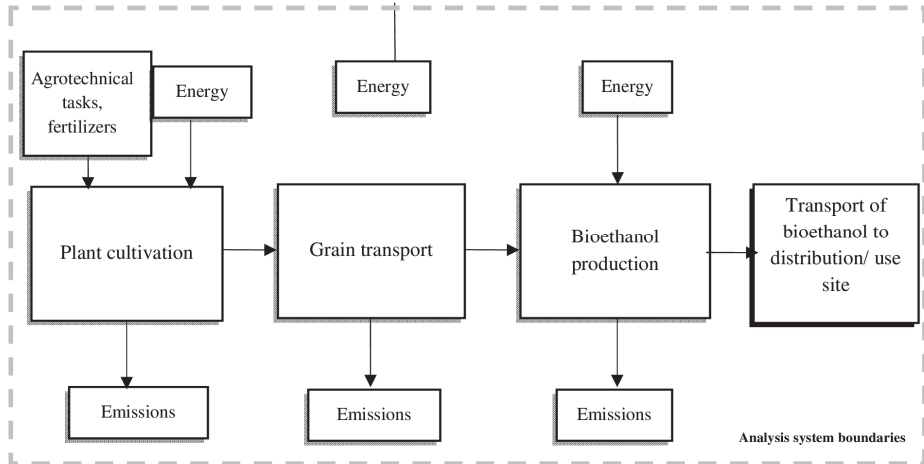 Agrotechnical
tasks,
fertilizers
Energy
Energy
Energy
Plant cultivation
Grain transport
Bioethanol
production
Transport of
bioethanol to
distribution/ use
site
Emissions
Emissions
Emissions
Analysis system boundaries